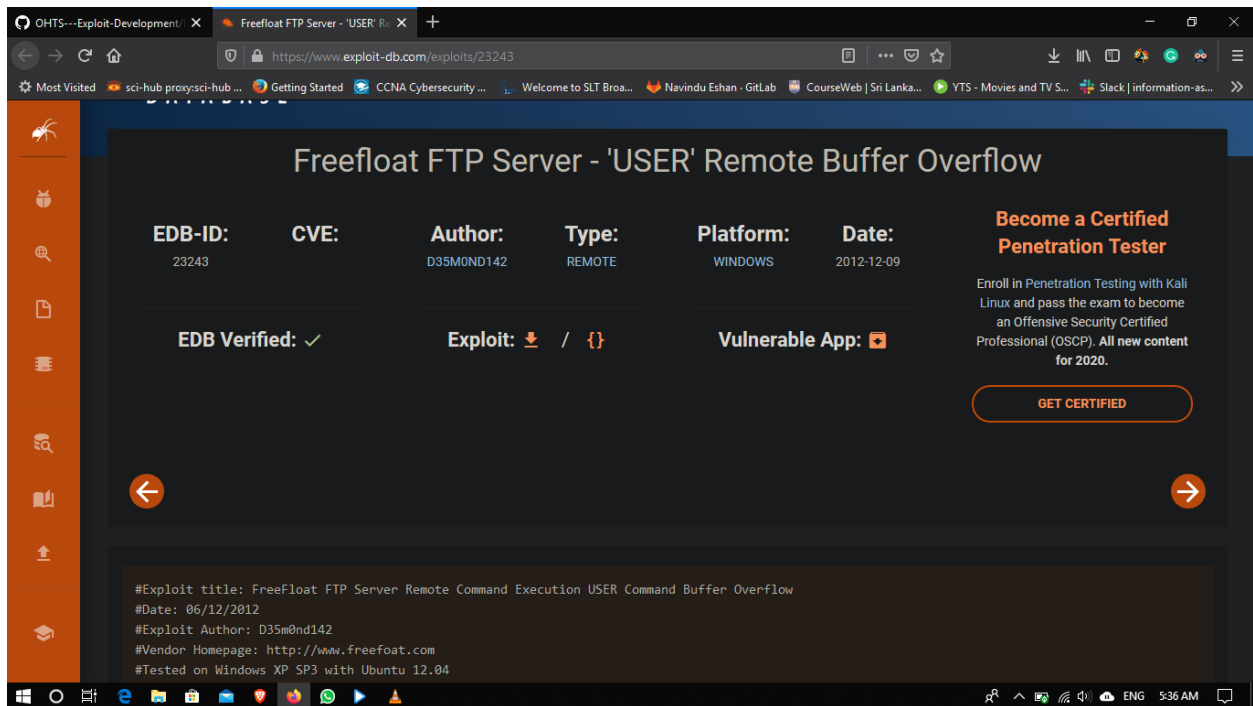 OHTS---Exploit-Development/
Freefloat FTP Server - 'USER' Re
https://www.exploit-db.com/exploits/23243
Most Visited
sci-hub proxy:sci-hub ...
Getting Started
CCNA Cybersecurity ...
Welcome to SLT Broa...
Navindu Eshan · GitLab
CourseWeb | Sri Lanka...
YTS - Movies and TV S...
Slack | information-as...
Freefloat FTP Server - 'USER' Remote Buffer Overflow
EDB-ID:
23243
CVE:
Author:
D35M0ND142
Type:
REMOTE
Platform:
WINDOWS
Date:
2012-12-09
EDB Verified:
Exploit: / {}
Vulnerable App:
Become a Certified
Penetration Tester
Enroll in Penetration Testing with Kali
Linux and pass the exam to become
an Offensive Security Certified
Professional (OSCP). All new content
for 2020.
GET CERTIFIED
#Exploit title: FreeFloat FTP Server Remote Command Execution USER Command Buffer Overflow
#Date: 06/12/2012
#Exploit Author: D35m0nd142
#Vendor Homepage: http://www.freefoat.com
#Tested on Windows XP SP3 with Ubuntu 12.04
ENG
5:36 AM